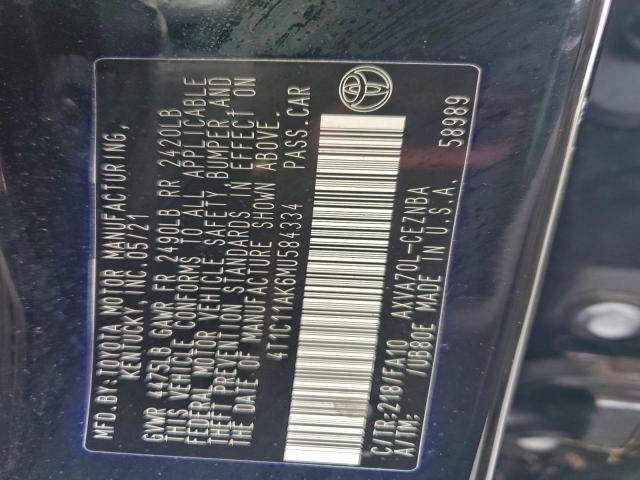 MFD. BY: TOYOTA MOTOR MANUFACTURING,
KENTUCKY, INC. 05/21
GVWR 4475LB GAWR FR 2490LB RR 2420LB
THIS VEHICLE CONFORMS TO ALL APPLICABLE
FEDERAL MOTOR VEHICLE SAFETY, BUMPER, AND
THEFT PREVENTION STANDARDS IN EFFECT ON
THE DATE OF MANUFACTURE SHOWN ABOVE.
4T1C11AK6MU584334 PASS. CAR
C/TR:218/FA10 AXVA70L-CEZNBA
A/TM: /UB80E MADE IN U.S.A. 58989